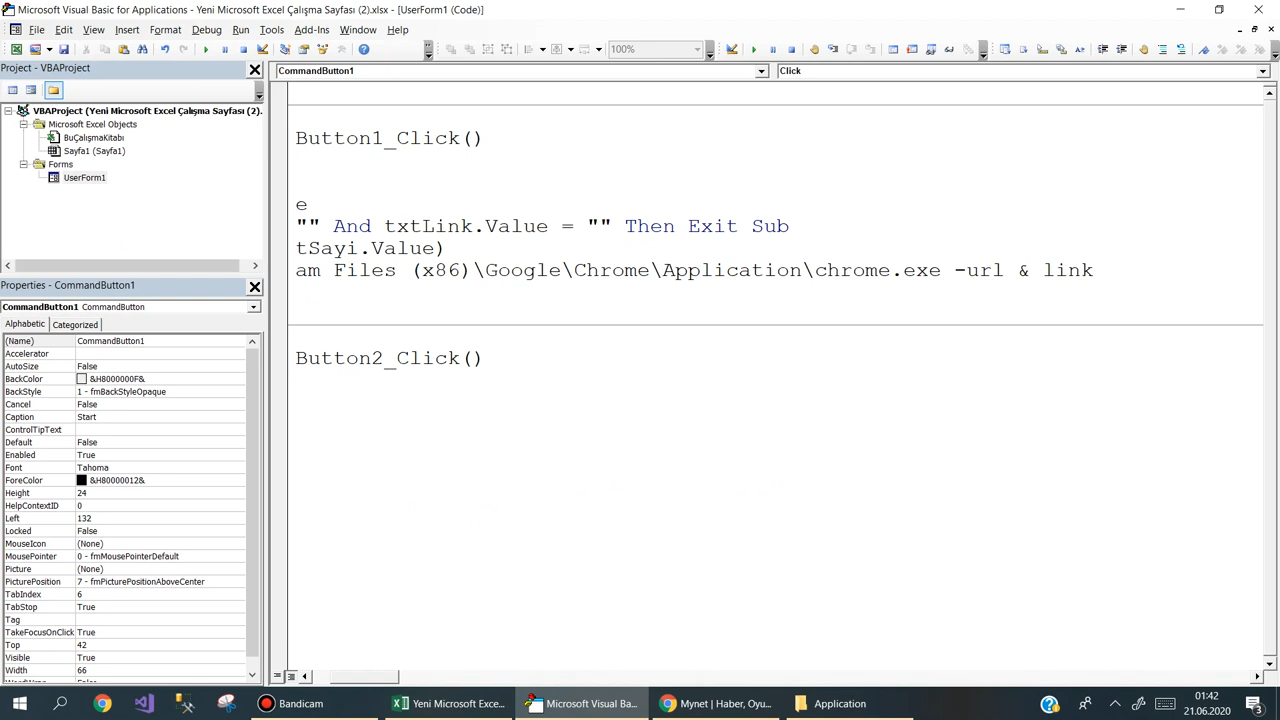 Microsoft Visual Basic for Applications - Yeni Microsoft Excel Çalışma Sayfası (2).xlsx - [UserForm1 (Code)]
File Edit View Insert Format Debug Run Tools Add-Ins Window Help
100%
Project - VBAProject
CommandButton1
Click
VBAProject (Yeni Microsoft Excel Çalışma Sayfası (2).
Microsoft Excel Objects
BuÇalışmaKitabı
Sayfa1 (Sayfa1)
Forms
UserForm1
Button1_Click()
e
"" And txtLink.Value = "" Then Exit Sub
tSayi.Value)
am Files (x86)\Google\Chrome\Application\chrome.exe -url & link
Button2_Click()
Properties - CommandButton1
CommandButton1 CommandButton
Alphabetic Categorized
(Name) CommandButton1
Accelerator
AutoSize False
BackColor &H8000000F&
BackStyle 1 - fmBackStyleOpaque
Cancel False
Caption Start
ControlTipText
Default False
Enabled True
Font Tahoma
ForeColor &H80000012&
Height 24
HelpContextID 0
Left 132
Locked False
MouseIcon (None)
MousePointer 0 - fmMousePointerDefault
Picture (None)
PicturePosition 7 - fmPicturePositionAboveCenter
TabIndex 6
TabStop True
Tag
TakeFocusOnClick True
Top 42
Visible True
Width 66
Bandicam
Yeni Microsoft Exce...
Microsoft Visual Ba...
Mynet | Haber, Oyu...
Application
01:42
21.06.2020
3